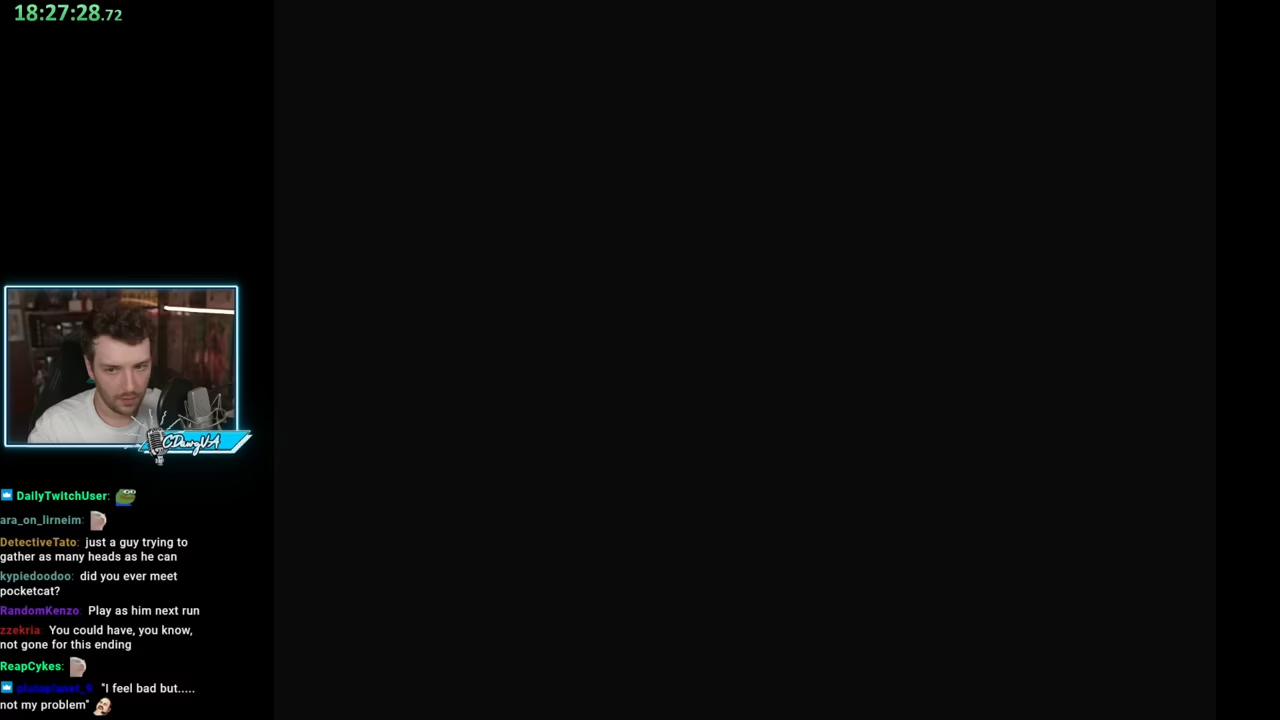 18:27:28.72
CDawgVA
DailyTwitchUser:
ara_on_lirneim:
DetectiveTato: just a guy trying to
gather as many heads as he can
kypiedoodoo: did you ever meet
pocketcat?
RandomKenzo: Play as him next run
zzekria: You could have, you know,
not gone for this ending
ReapCykes:
plutoplanet_9: "I feel bad but.....
not my problem"